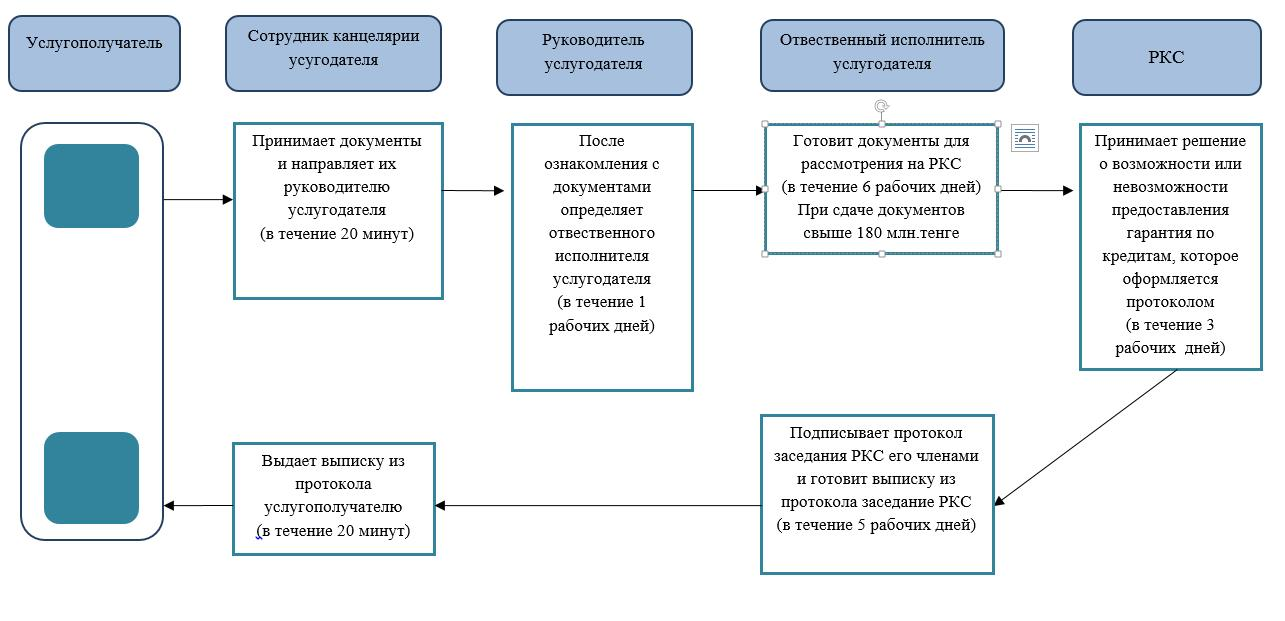 Услугополучатель
Сотрудник канцелярии
усугодателя
Руководитель
услугодателя
Отвественный исполнитель
услугодателя
РКС
Принимает документы
и направляет их
руководителю
услугодателя
(в течение 20 минут)
После
ознакомления с
документами
определяет
отвественного
исполнителя
услугодателя
(в течение 1
рабочих дней)
Готовит документы для
рассмотрения на РКС
(в течение 6 рабочих дней)
При сдаче документов
свыше 180 млн.тенге
Принимает решение
о возможности или
невозможности
предоставления
гарантия по
кредитам, которое
оформляется
протоколом
(в течение 3
рабочих дней)
Выдает выписку из
протокола
услугополучателю
(в течение 20 минут)
Подписывает протокол
заседания РКС его членами
и готовит выписку из
протокола заседание РКС
(в течение 5 рабочих дней)